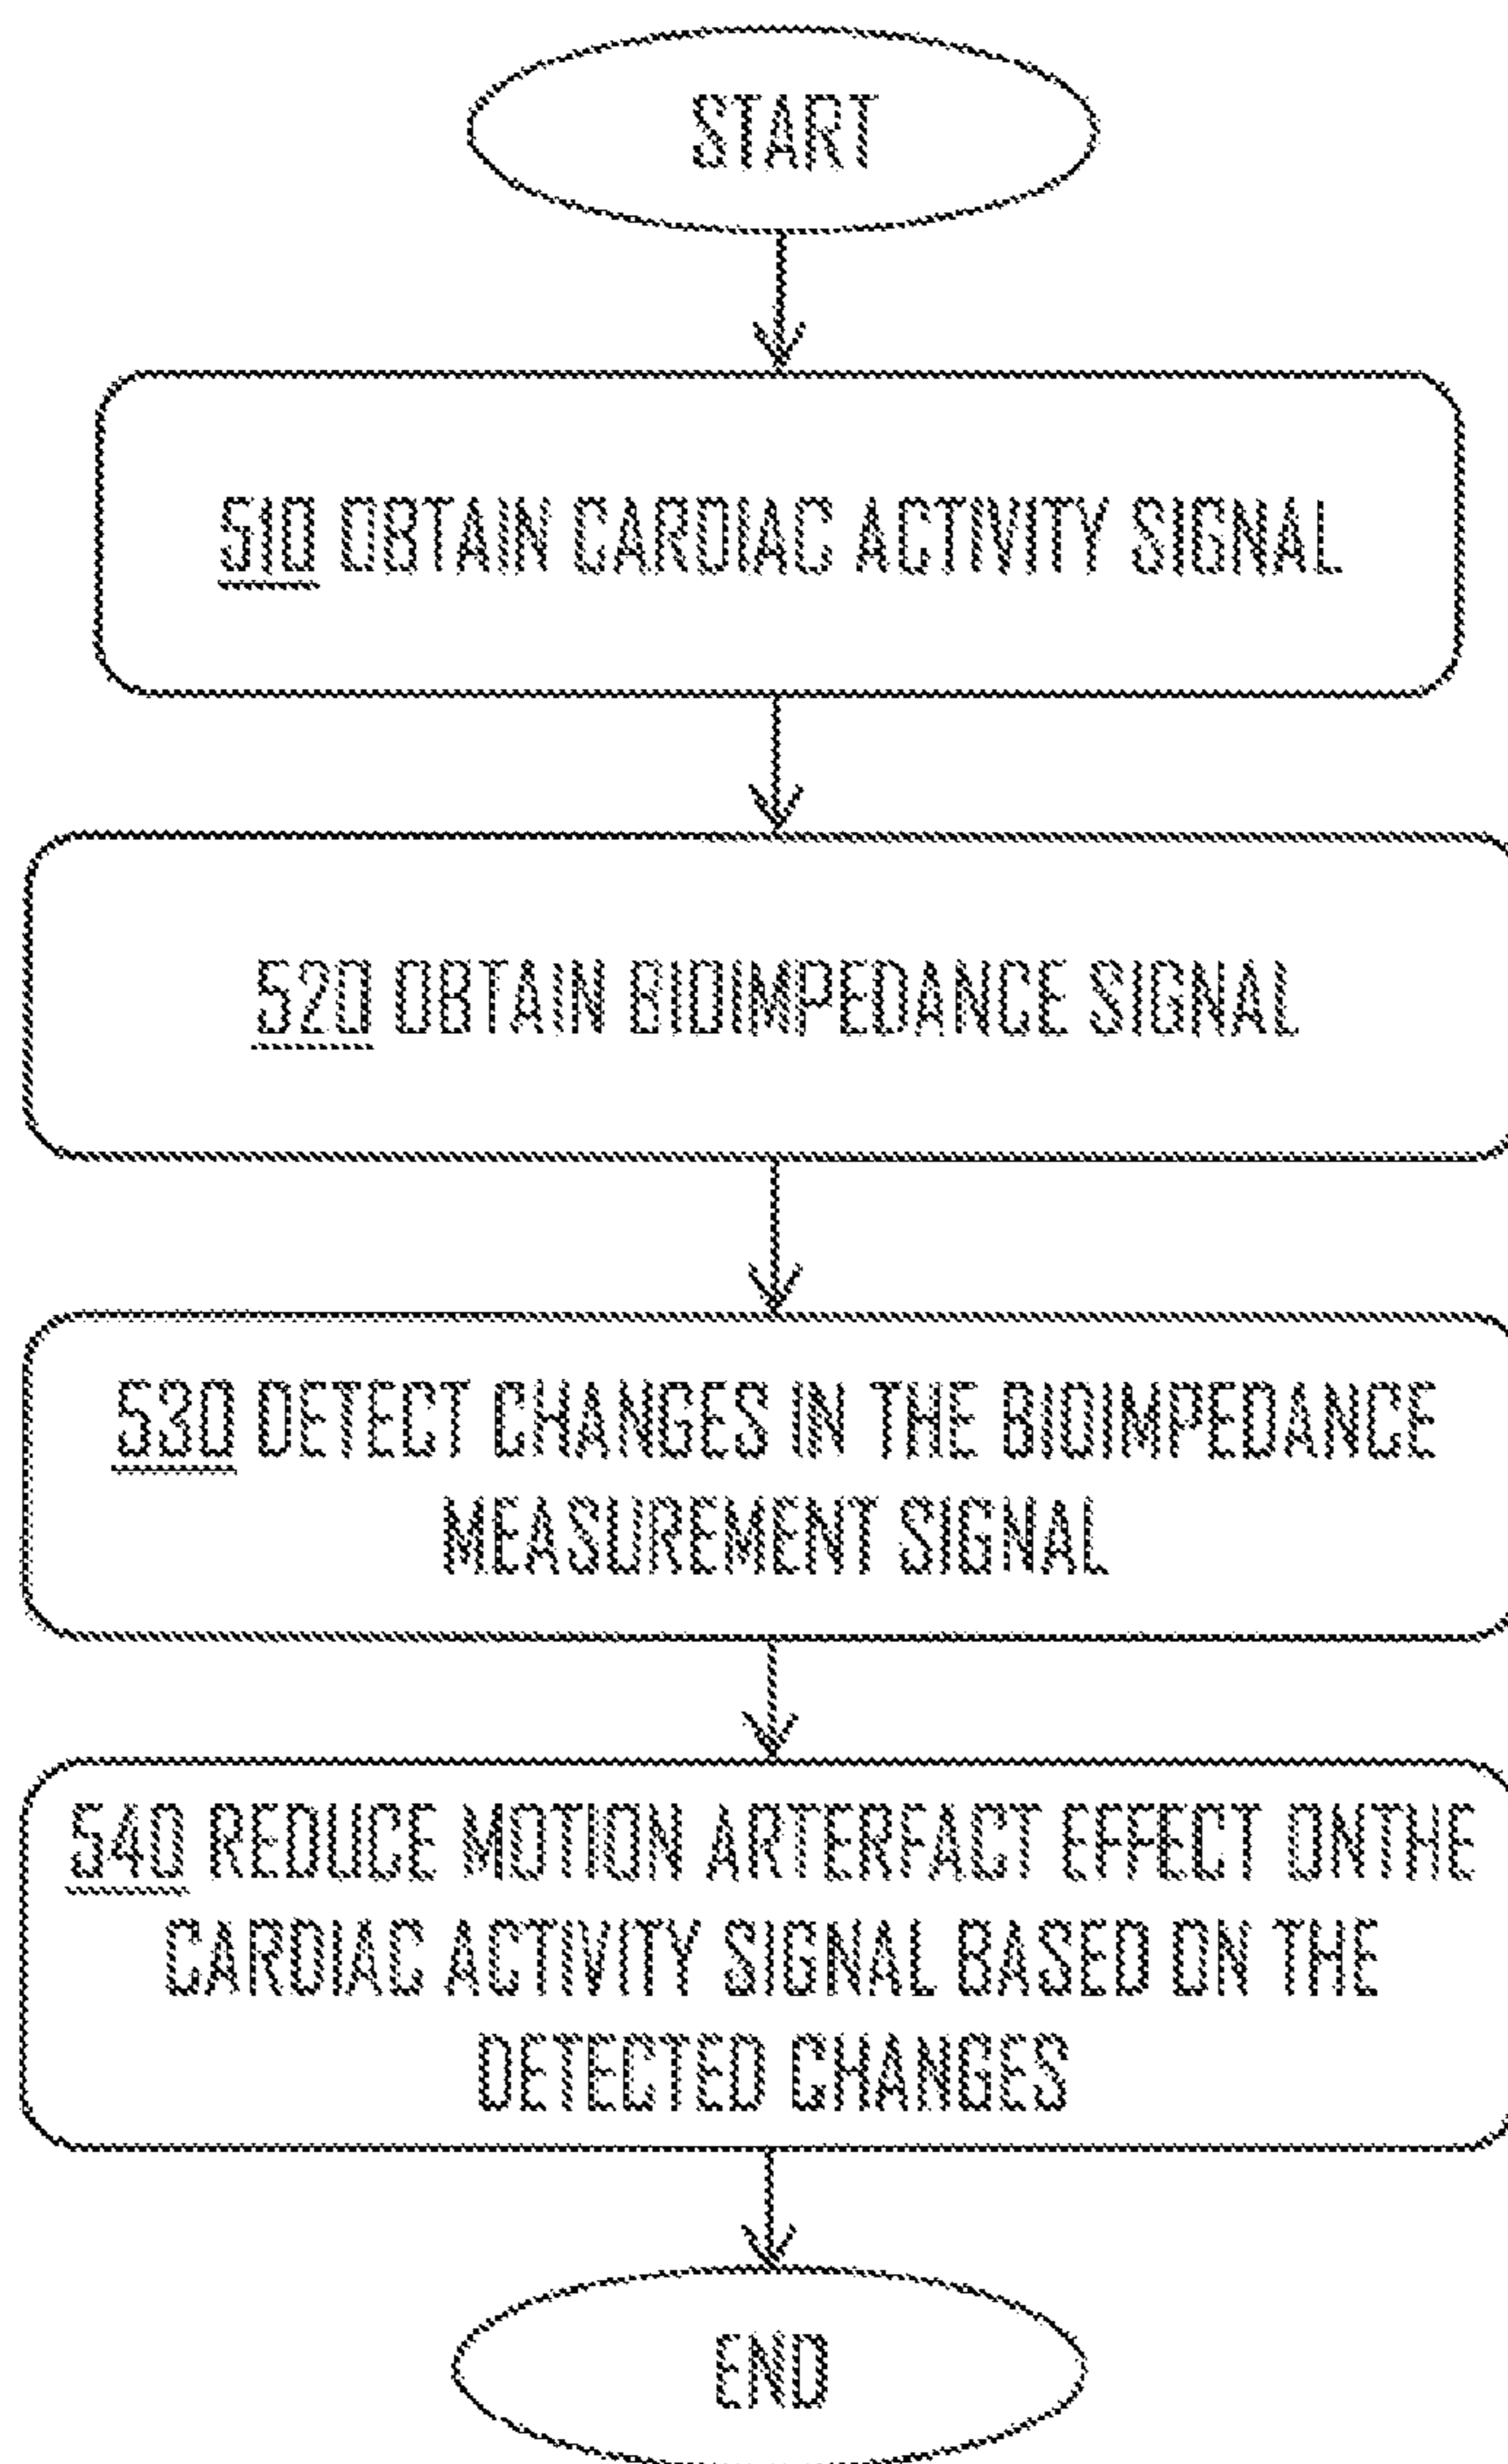 START
510 OBTAIN CARDIAC ACTIVITY SIGNAL
520 OBTAIN BIOIMPEDANCE SIGNAL
530 DETECT CHANGES IN THE BIOIMPEDANCE
MEASUREMENT SIGNAL
540 REDUCE MOTION ARTERFACT EFFECT ONTHE
CARDIAC ACTIVITY SIGNAL BASED ON THE
DETECTED CHANGES
END